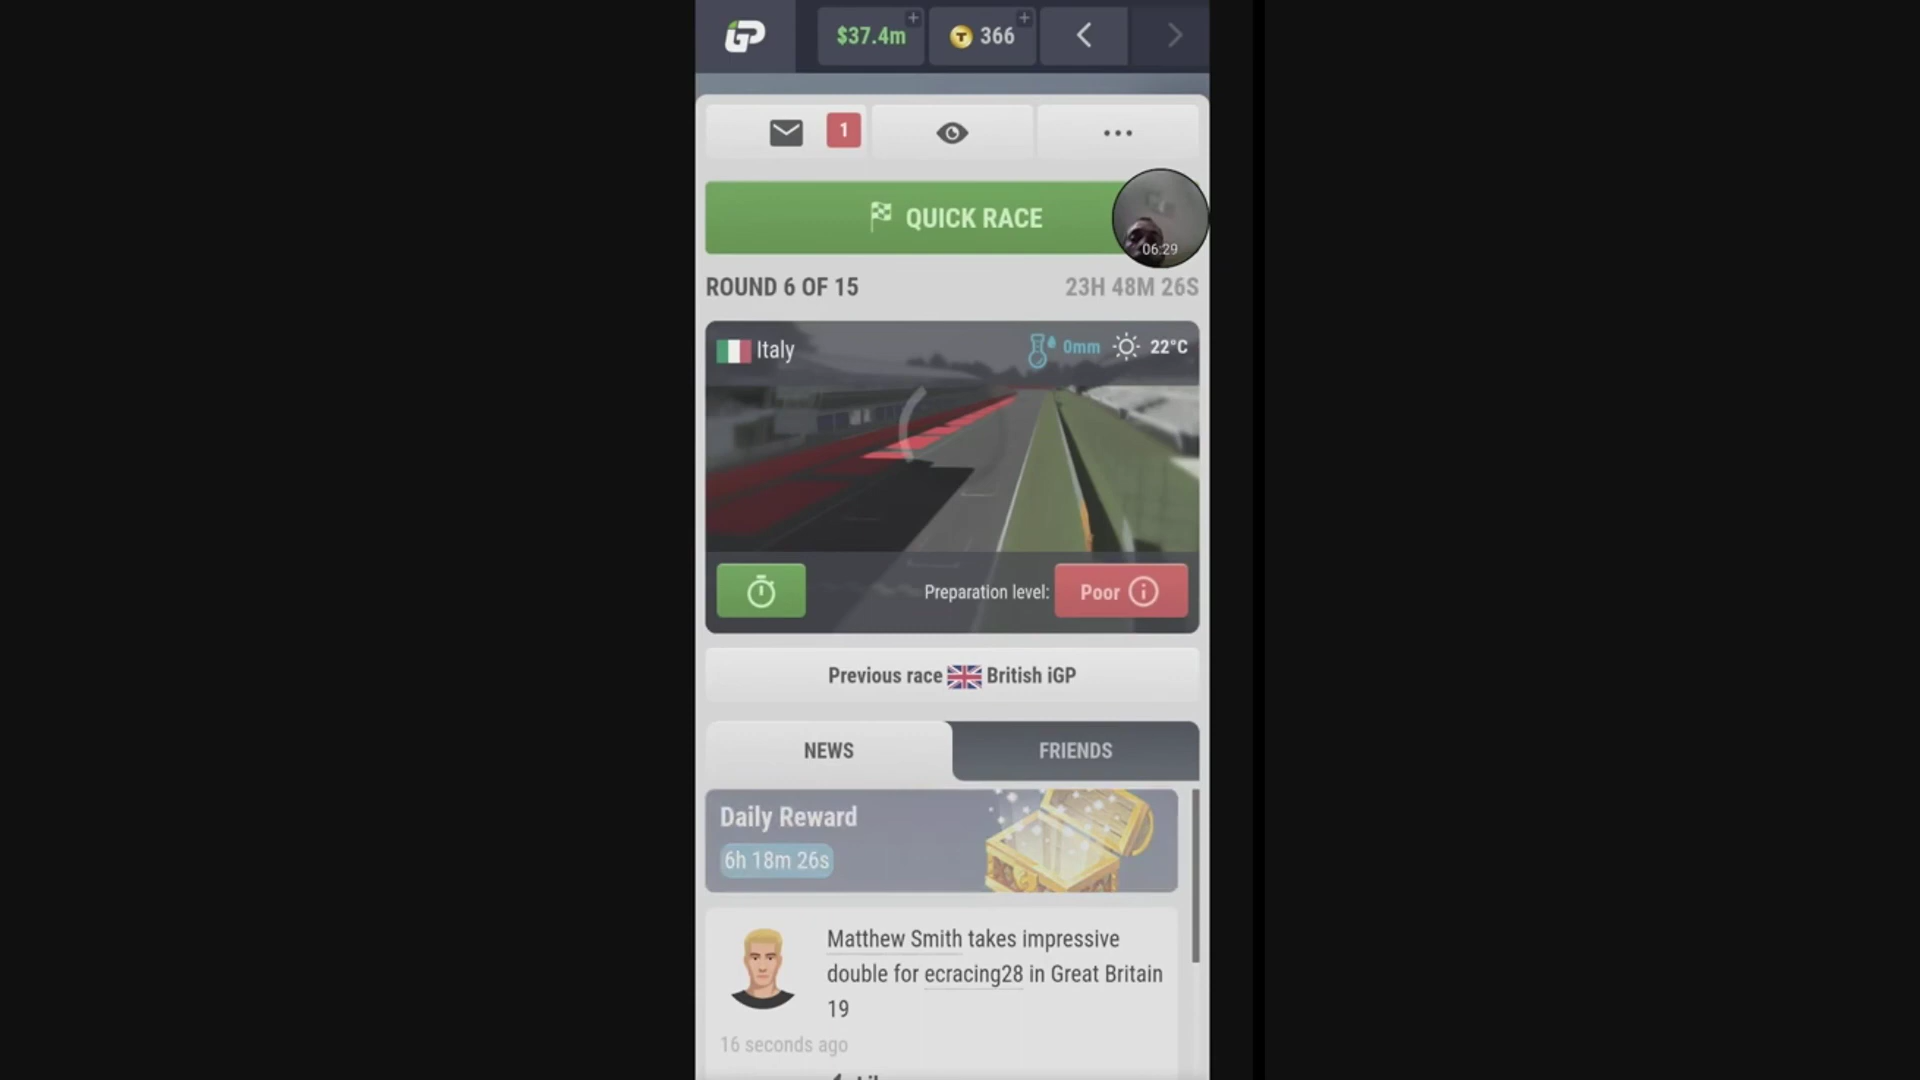 iGP
$37.4m
366
1
QUICK RACE
06:29
ROUND 6 OF 15
23H 48M 26S
Italy
0mm
22°C
Preparation level:
Poor
Previous race
British iGP
NEWS
FRIENDS
Daily Reward
6h 18m 26s
Matthew Smith takes impressive
double for ecracing28 in Great Britain
19
16 seconds ago